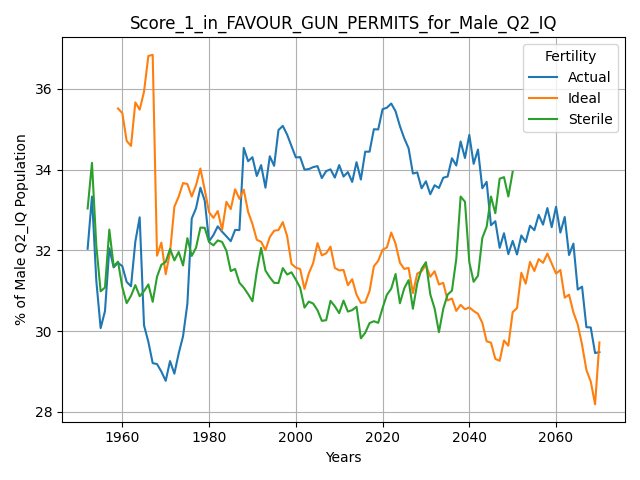 Score_1_in_FAVOUR_GUN_PERMITS_for_Male_Q2_IQ
Fertility
Actual
Ideal
Sterile
% of Male Q2_IQ Population
36
34
32
30
28
1960
1980
2000
2020
2040
2060
Years